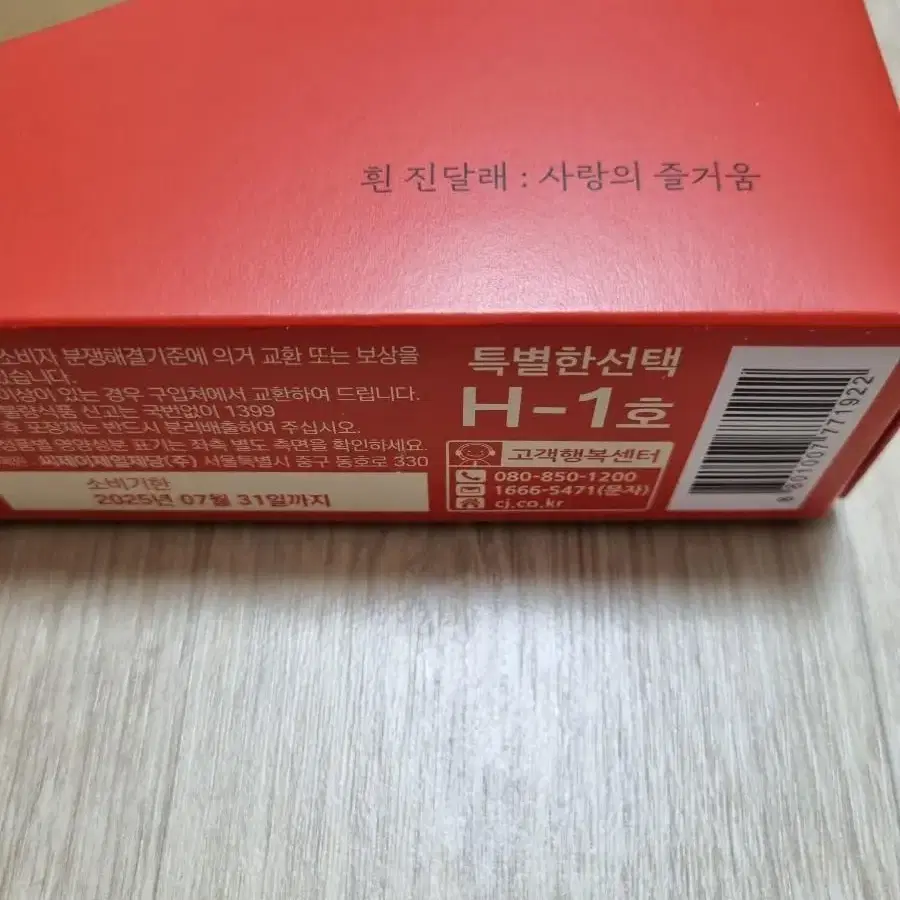 흰 진달래 : 사랑의 즐거움
소비자 분쟁해결기준에 의거 교환 또는 보상을
있습니다.
이상이 있는 경우 구입처에서 교환하여 드립니다.
불량식품 신고는 국번없이 1399
포장재는 반드시 분리배출하여 주십시오.
영양성분 표기는 좌측 별도 측면을 확인하세요.
씨제이제일제당(주) 서울특별시 중구 동호로 330
소비기한
2025년 07월 31일까지
특별한선택
H-1호
고객행복센터
080-850-1200
1666-5471(문자)
cj.co.kr
8 801007 771922